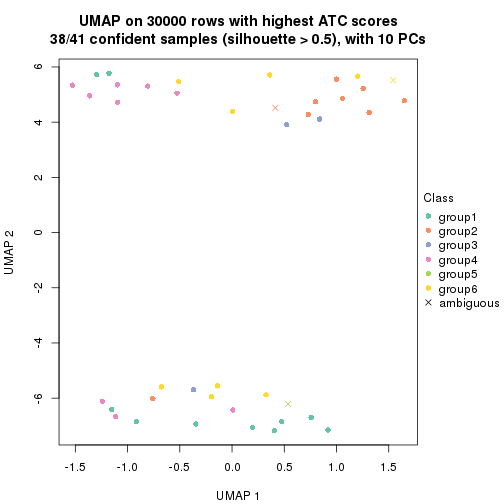 UMAP on 30000 rows with highest ATC scores
38/41 confident samples (silhouette > 0.5), with 10 PCs
6
4
2
0
-2
-4
-6
UMAP 2
-1.5 -1.0 -0.5 0.0 0.5 1.0 1.5
UMAP 1
Class
group1
group2
group3
group4
group5
group6
ambiguous